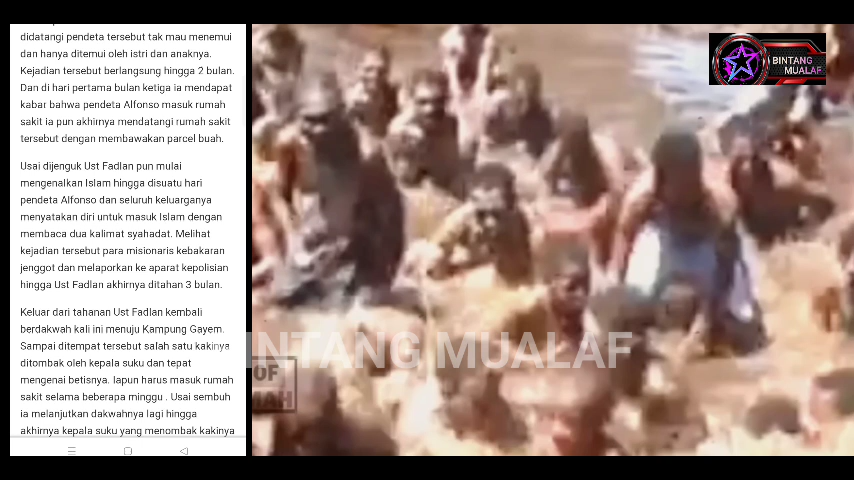 didatangi pendeta tersebut tak mau menemui
dan hanya ditemui oleh istri dan anaknya.
Kejadian tersebut berlangsung hingga 2 bulan.
Dan di hari pertama bulan ketiga ia mendapat
kabar bahwa pendeta Alfonso masuk rumah
sakit ia pun akhirnya mendatangi rumah sakit
tersebut dengan membawakan parcel buah.
Usai dijenguk Ust Fadlan pun mulai
mengenalkan Islam hingga disuatu hari
pendeta Alfonso dan seluruh keluarganya
menyatakan diri untuk masuk Islam dengan
membaca dua kalimat syahadat. Melihat
kejadian tersebut para misionaris kebakaran
jenggot dan melaporkan ke aparat kepolisian
hingga Ust Fadlan akhirnya ditahan 3 bulan.
Keluar dari tahanan Ust Fadlan kembali
berdakwah kali ini menuju Kampung Gayem.
Sampai ditempat tersebut salah satu kakinya
ditombak oleh kepala suku dan tepat
mengenai betisnya. Iapun harus masuk rumah
sakit selama beberapa minggu . Usai sembuh
ia melanjutkan dakwahnya lagi hingga
akhirnya kepala suku yang menombak kakinya
BINTANG
MUALAF
BINTANG MUALAF
OF